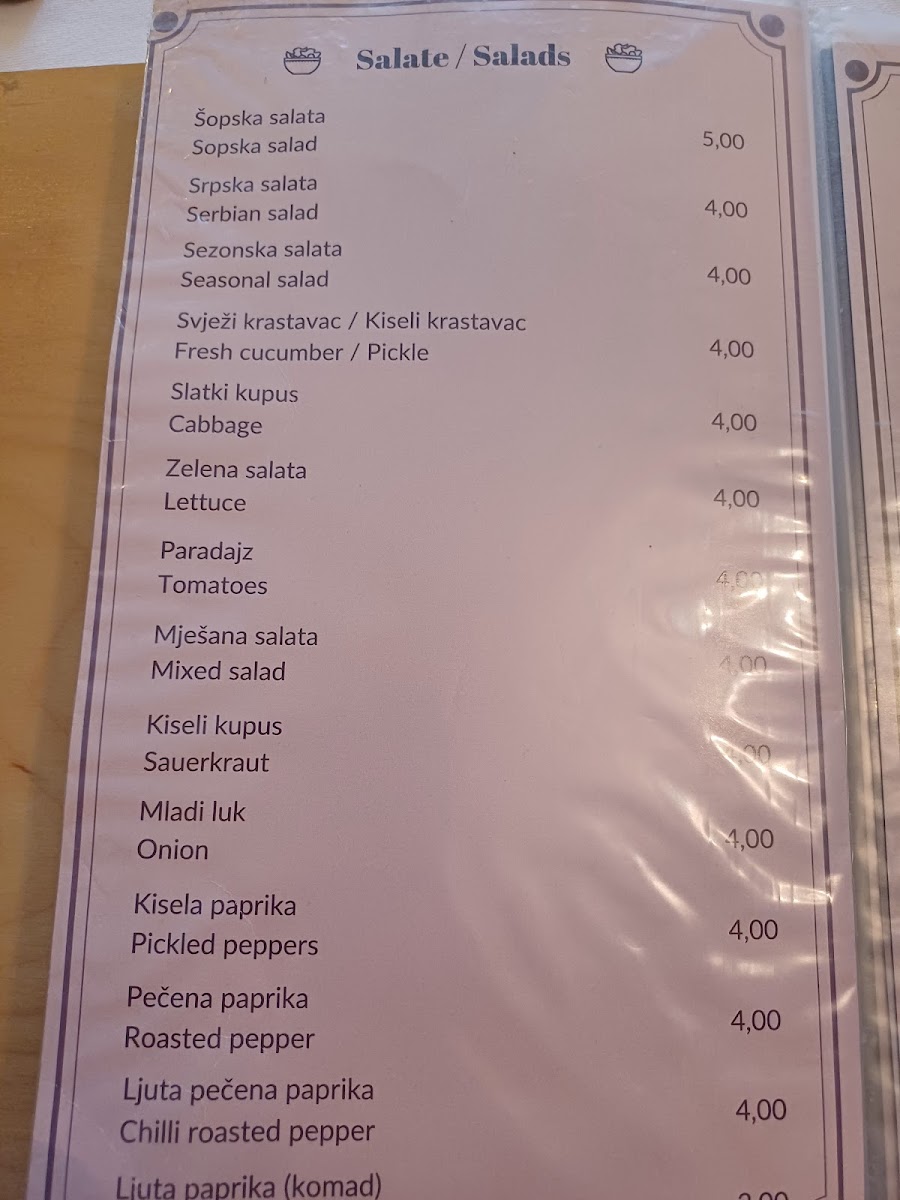 Salate / Salads
Šopska salata
Sopska salad 5,00
Srpska salata
Serbian salad 4,00
Sezonska salata
Seasonal salad 4,00
Svježi krastavac / Kiseli krastavac
Fresh cucumber / Pickle 4,00
Slatki kupus
Cabbage 4,00
Zelena salata
Lettuce 4,00
Paradajz
Tomatoes 4,00
Mješana salata
Mixed salad 4,00
Kiseli kupus
Sauerkraut 4,00
Mladi luk
Onion 4,00
Kisela paprika
Pickled peppers 4,00
Pečena paprika
Roasted pepper 4,00
Ljuta pečena paprika
Chilli roasted pepper 4,00
Ljuta paprika (komad)